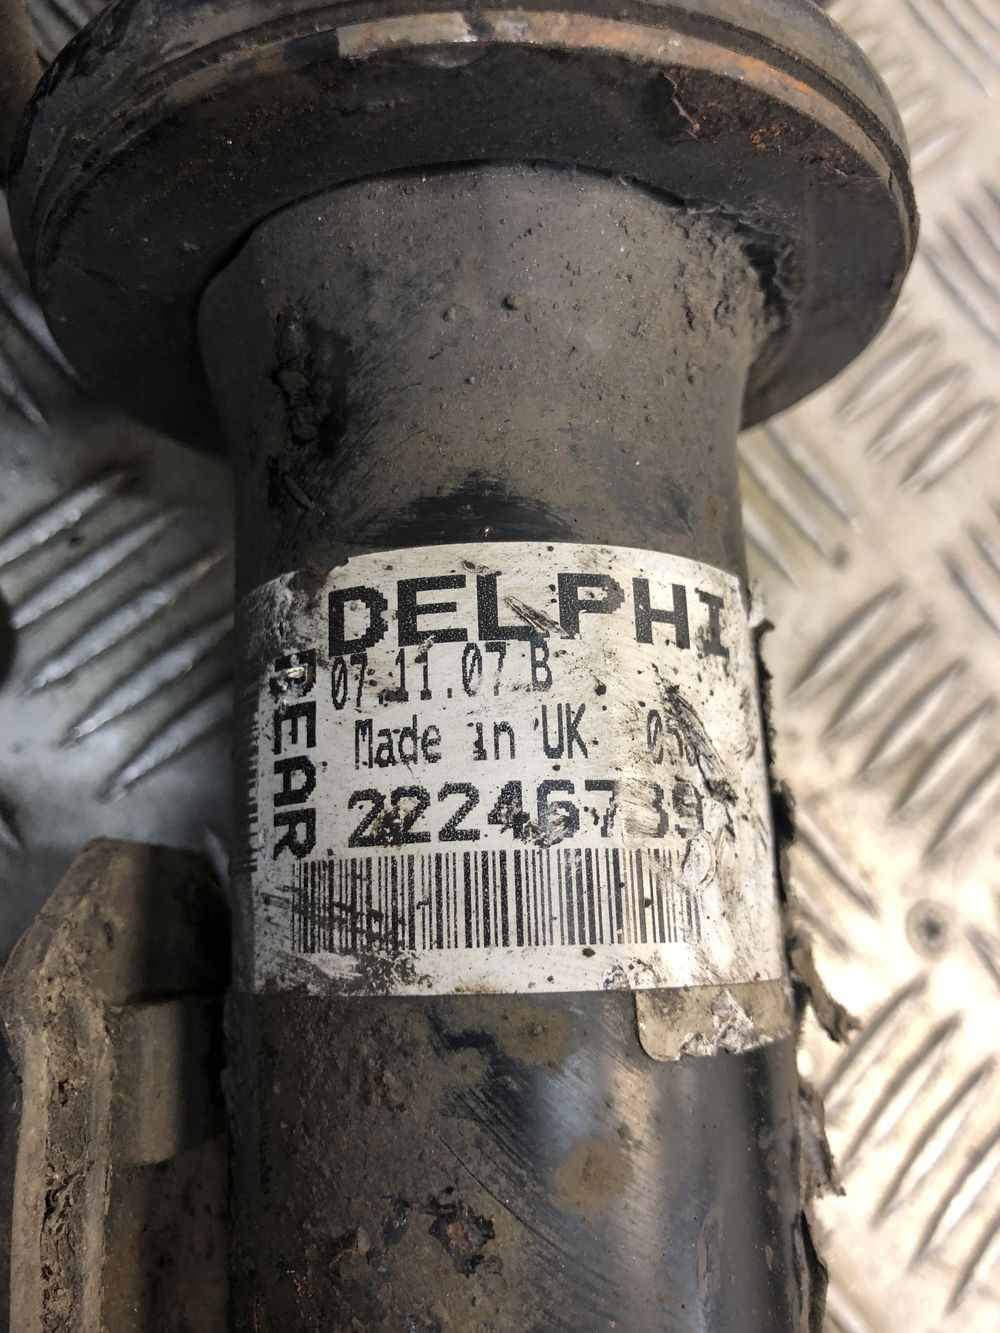 DELPHI
07.11.07 B
Made in UK
22246739
REAR